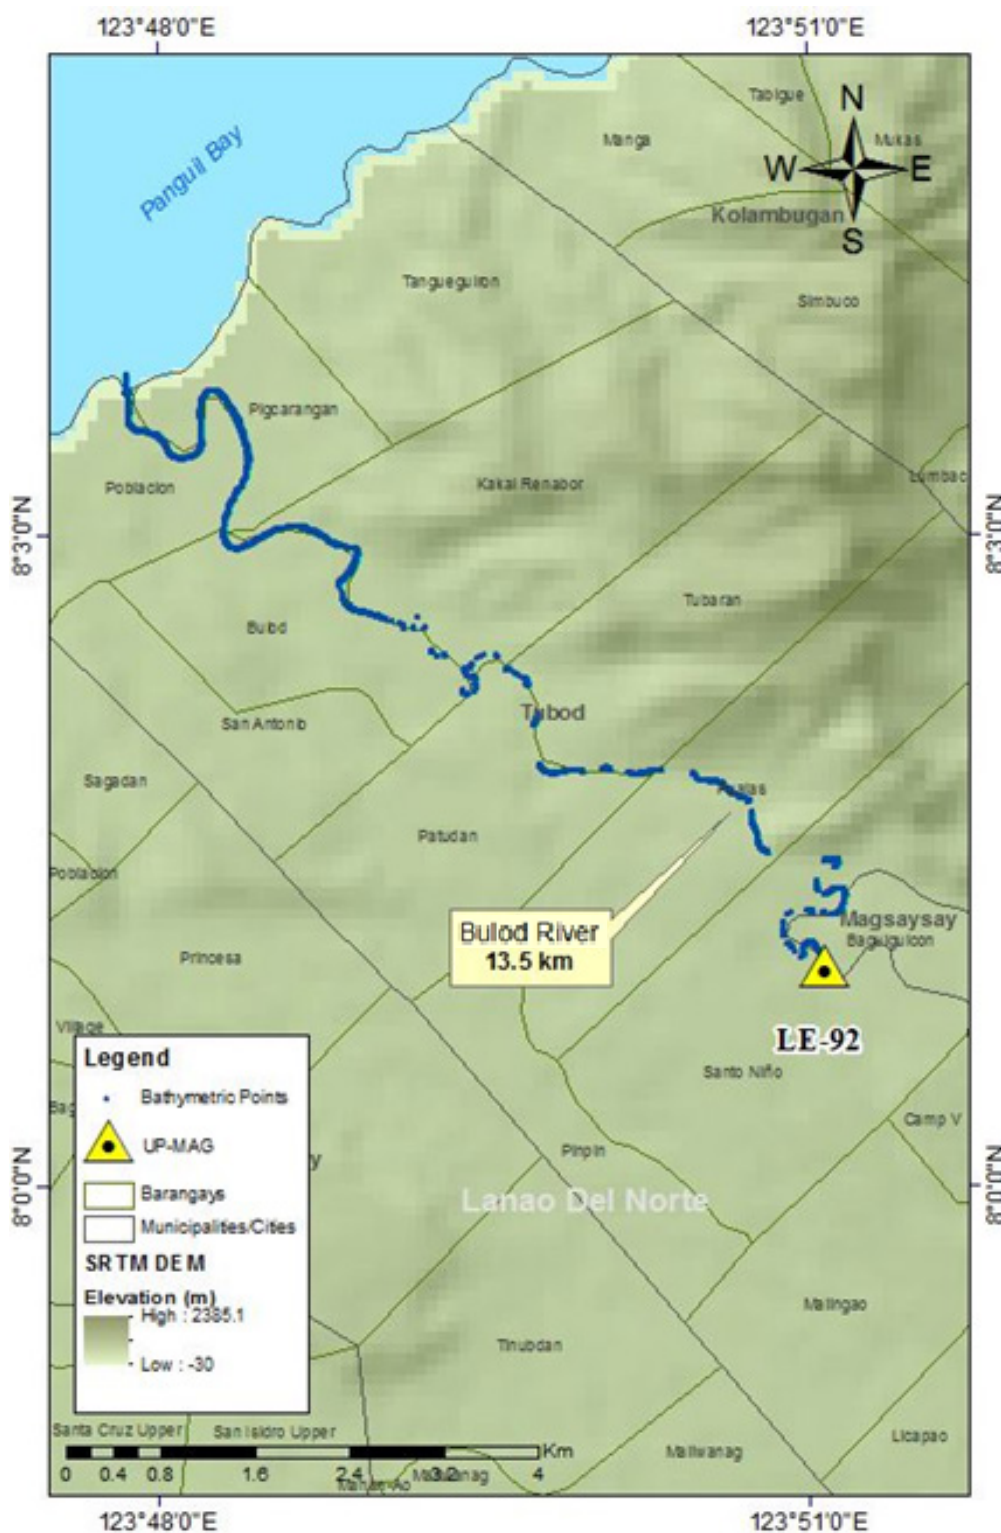 123°48'0"E
123°51'0"E
Panguil Bay
Tabigue
Manga
Mukas
N
W
E
S
Kolambugan
Tangueguiron
Simbuco
Pigcarangan
Lumbac
Poblacion
Kakai Renabor
8°3'0"N
8°3'0"N
Tubaran
Bulod
Tubod
San Antonio
Sagadan
Patudan
Poblacion
Bulod River
13.5 km
Magsaysay
Baguiguicon
Princesa
LE-92
Village
Santo Niño
Camp V
Pinpin
8°0'0"N
8°0'0"N
Lanao Del Norte
Malingao
Tinubdan
Legend
Bathymetric Points
UP-MAG
Barangays
Municipalities/Cities
SRTM DEM
Elevation (m)
High : 2385.1
Low : -30
Santa Cruz Upper
San Isidro Upper
Maliwanag
Licapao
Km
0 0.4 0.8 1.6 2.4 3.2 4
123°48'0"E
123°51'0"E